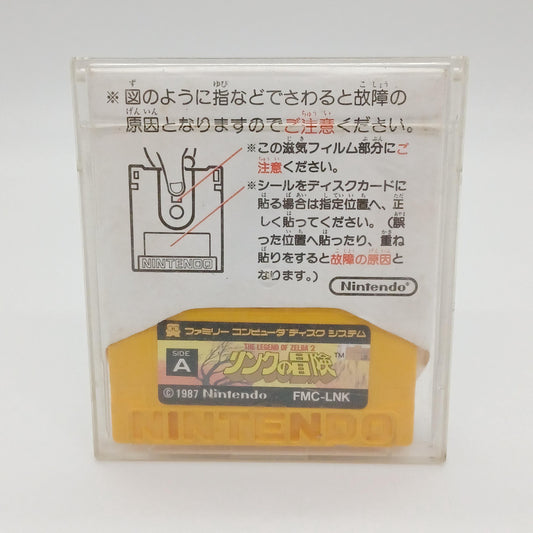 ※図のように指などでさわると故障の
原因となりますのでご注意ください。
※この滋気フィルム部分にご
注意ください。
※シールをディスクカードに
貼る場合は指定位置へ、正
しく貼ってください。（誤
った位置へ貼ったり、重ね
貼りをすると故障の原因と
なります。）
NINTENDO
Nintendo®
ファミリー コンピュータ ディスク システム
SIDE
A
THE LEGEND OF ZELDA 2
リンクの冒険™
©1987 Nintendo FMC-LNK
NINTENDO